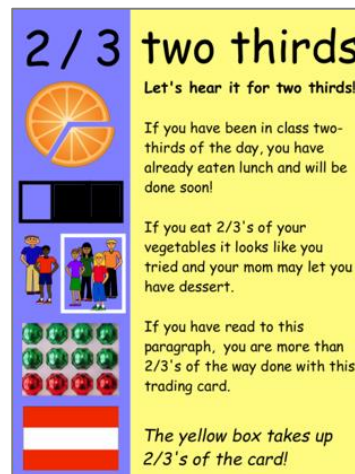 2/3 two thirds
Let's hear it for two thirds!
If you have been in class two-
thirds of the day, you have
already eaten lunch and will be
done soon!
If you eat 2/3's of your
vegetables it looks like you
tried and your mom may let you
have dessert.
If you have read to this
paragraph, you are more than
2/3's of the way done with this
trading card.
The yellow box takes up
2/3's of the card!